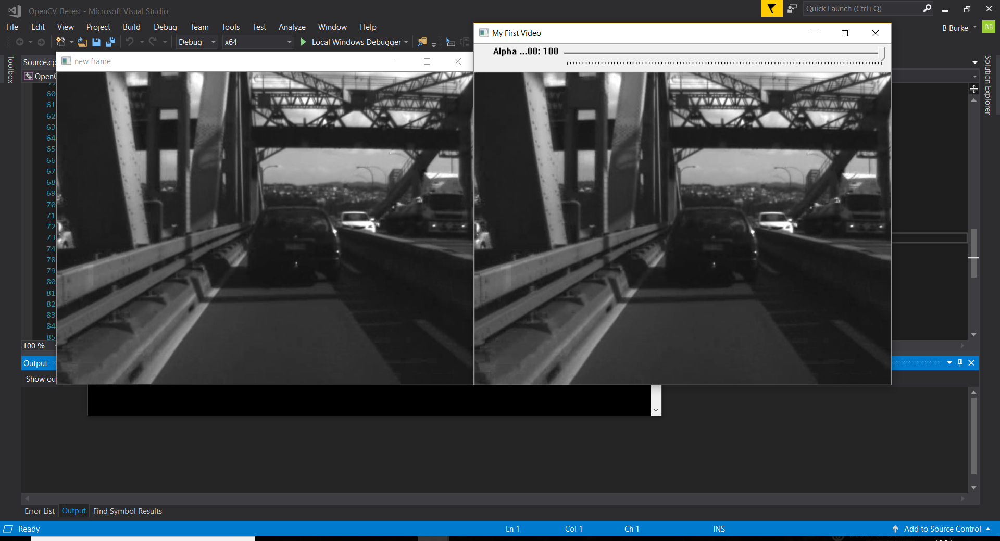 OpenCV_Retest - Microsoft Visual Studio
Quick Launch (Ctrl+Q)
File Edit View Project Build Debug Team Tools Test Analyze Window Help
B Burke BB
Debug x64 Local Windows Debugger
My First Video
Alpha ...00: 100
Toolbox
Source.cp
new frame
Solution Explorer
OpenC
60
61
62
63
64
65
66
67
68
69
70
71
72
73
74
78
79
80
81
82
83
84
85
100 %
Output
Show ou
Error List Output Find Symbol Results
Ready Ln 1 Col 1 Ch 1 INS Add to Source Control